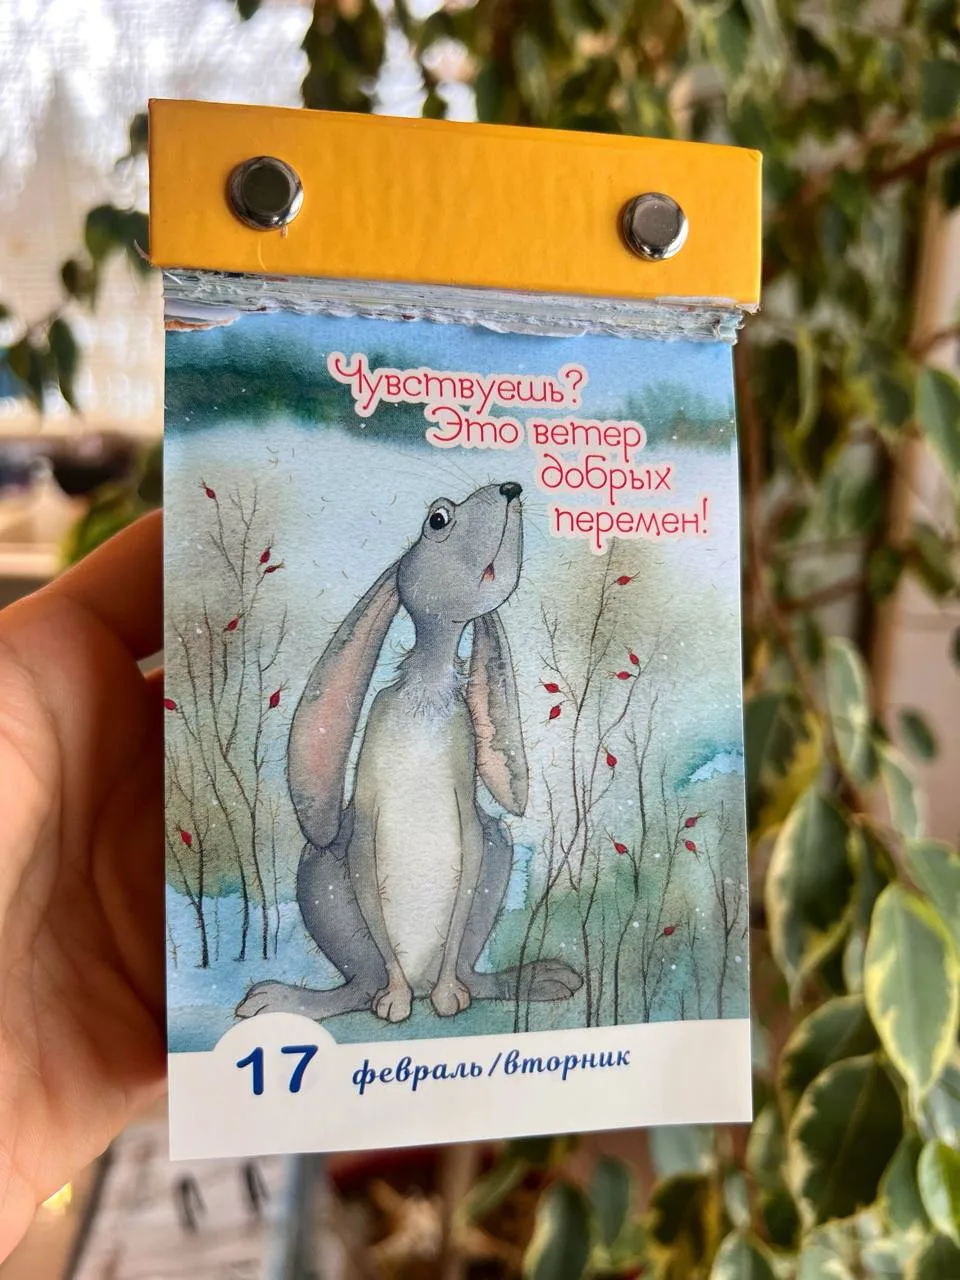 Чувствуешь?
Это ветер
добрых
перемен!
17 февраль/вторник